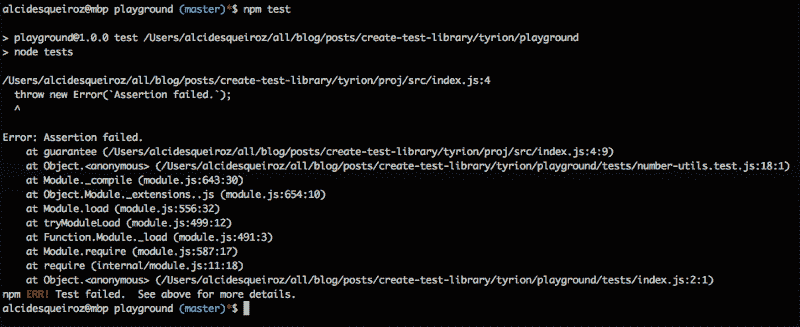 alcidesqueiroz@mbp playground (master)*$ npm test
> playground@1.0.0 test /Users/alcidesqueiroz/all/blog/posts/create-test-library/tyrion/playground
> node tests
/Users/alcidesqueiroz/all/blog/posts/create-test-library/tyrion/proj/src/index.js:4
throw new Error(`Assertion failed.`);
^
Error: Assertion failed.
at guarantee (/Users/alcidesqueiroz/all/blog/posts/create-test-library/tyrion/proj/src/index.js:4:9)
at Object.<anonymous> (/Users/alcidesqueiroz/all/blog/posts/create-test-library/tyrion/playground/tests/number-utils.test.js:18:1)
at Module._compile (module.js:643:30)
at Object.Module._extensions..js (module.js:654:10)
at Module.load (module.js:556:32)
at tryModuleLoad (module.js:499:12)
at Function.Module._load (module.js:491:3)
at Module.require (module.js:587:17)
at require (internal/module.js:11:18)
at Object.<anonymous> (/Users/alcidesqueiroz/all/blog/posts/create-test-library/tyrion/playground/tests/index.js:2:1)
npm ERR! Test failed.  See above for more details.
alcidesqueiroz@mbp playground (master)*$